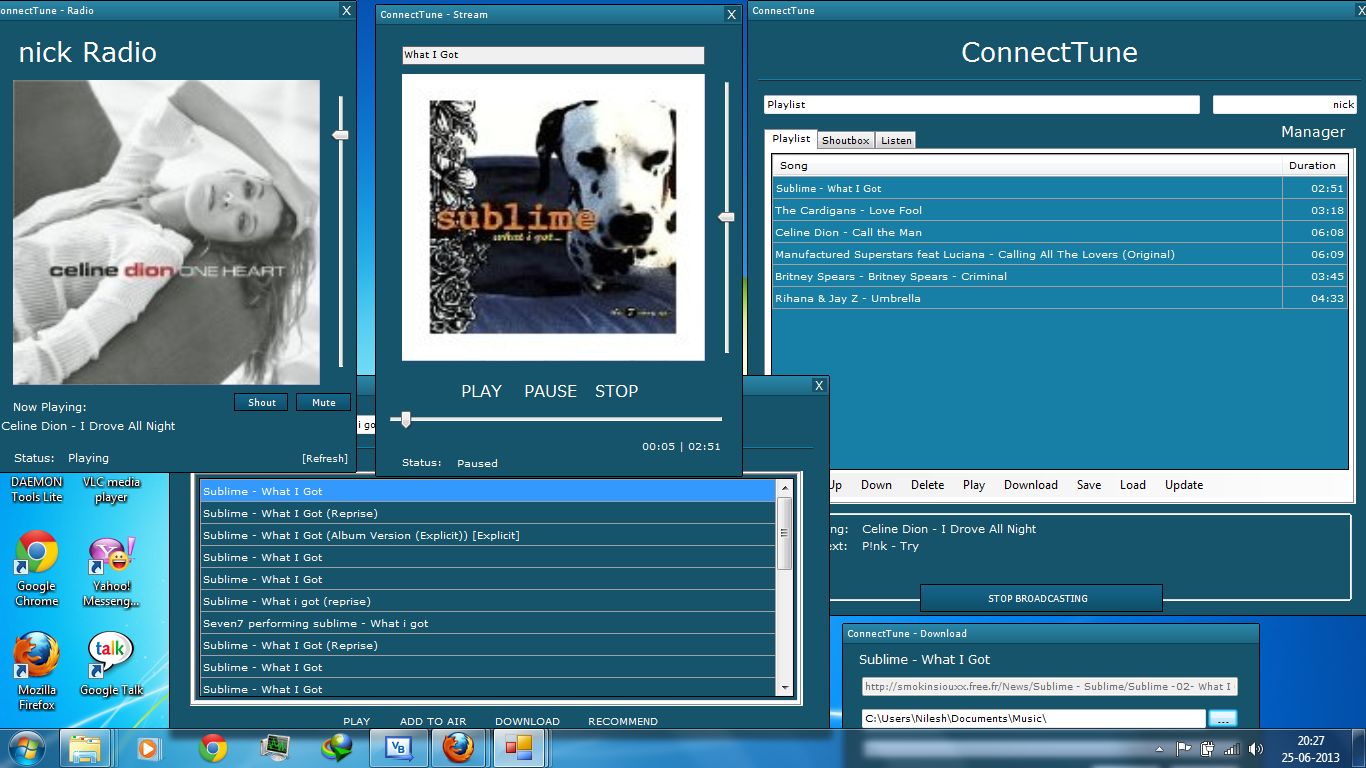 onnectTune - Radio
X
nick Radio
celine dion ONE HEART
Now Playing:
Shout
Mute
Celine Dion - I Drove All Night
Status: Playing
[Refresh]
ConnectTune - Stream
X
What I Got
sublime
what i got...
PLAY PAUSE STOP
00:05 | 02:51
Status: Paused
ConnectTune
X
ConnectTune
Playlist
nick
Manager
Playlist Shoutbox Listen
Song Duration
Sublime - What I Got 02:51
The Cardigans - Love Fool 03:18
Celine Dion - Call the Man 06:08
Manufactured Superstars feat Luciana - Calling All The Lovers (Original) 06:09
Britney Spears - Britney Spears - Criminal 03:45
Rihana & Jay Z - Umbrella 04:33
Up Down Delete Play Download Save Load Update
ng: Celine Dion - I Drove All Night
ext: P!nk - Try
STOP BROADCASTING
X
i go
Sublime - What I Got
Sublime - What I Got (Reprise)
Sublime - What I Got (Album Version (Explicit)) [Explicit]
Sublime - What I Got
Sublime - What I Got
Sublime - What i got (reprise)
Seven7 performing sublime - What i got
Sublime - What I Got (Reprise)
Sublime - What I Got
Sublime - What I Got
PLAY ADD TO AIR DOWNLOAD RECOMMEND
ConnectTune - Download
Sublime - What I Got
http://smokinsiouxx.free.fr/News/Sublime - Sublime/Sublime -02- What I
C:\Users\Nilesh\Documents\Music\
...
DAEMON
Tools Lite
VLC media
player
Google
Chrome
Yahoo!
Messeng...
Mozilla
Firefox
talk
Google Talk
VB
20:27
25-06-2013